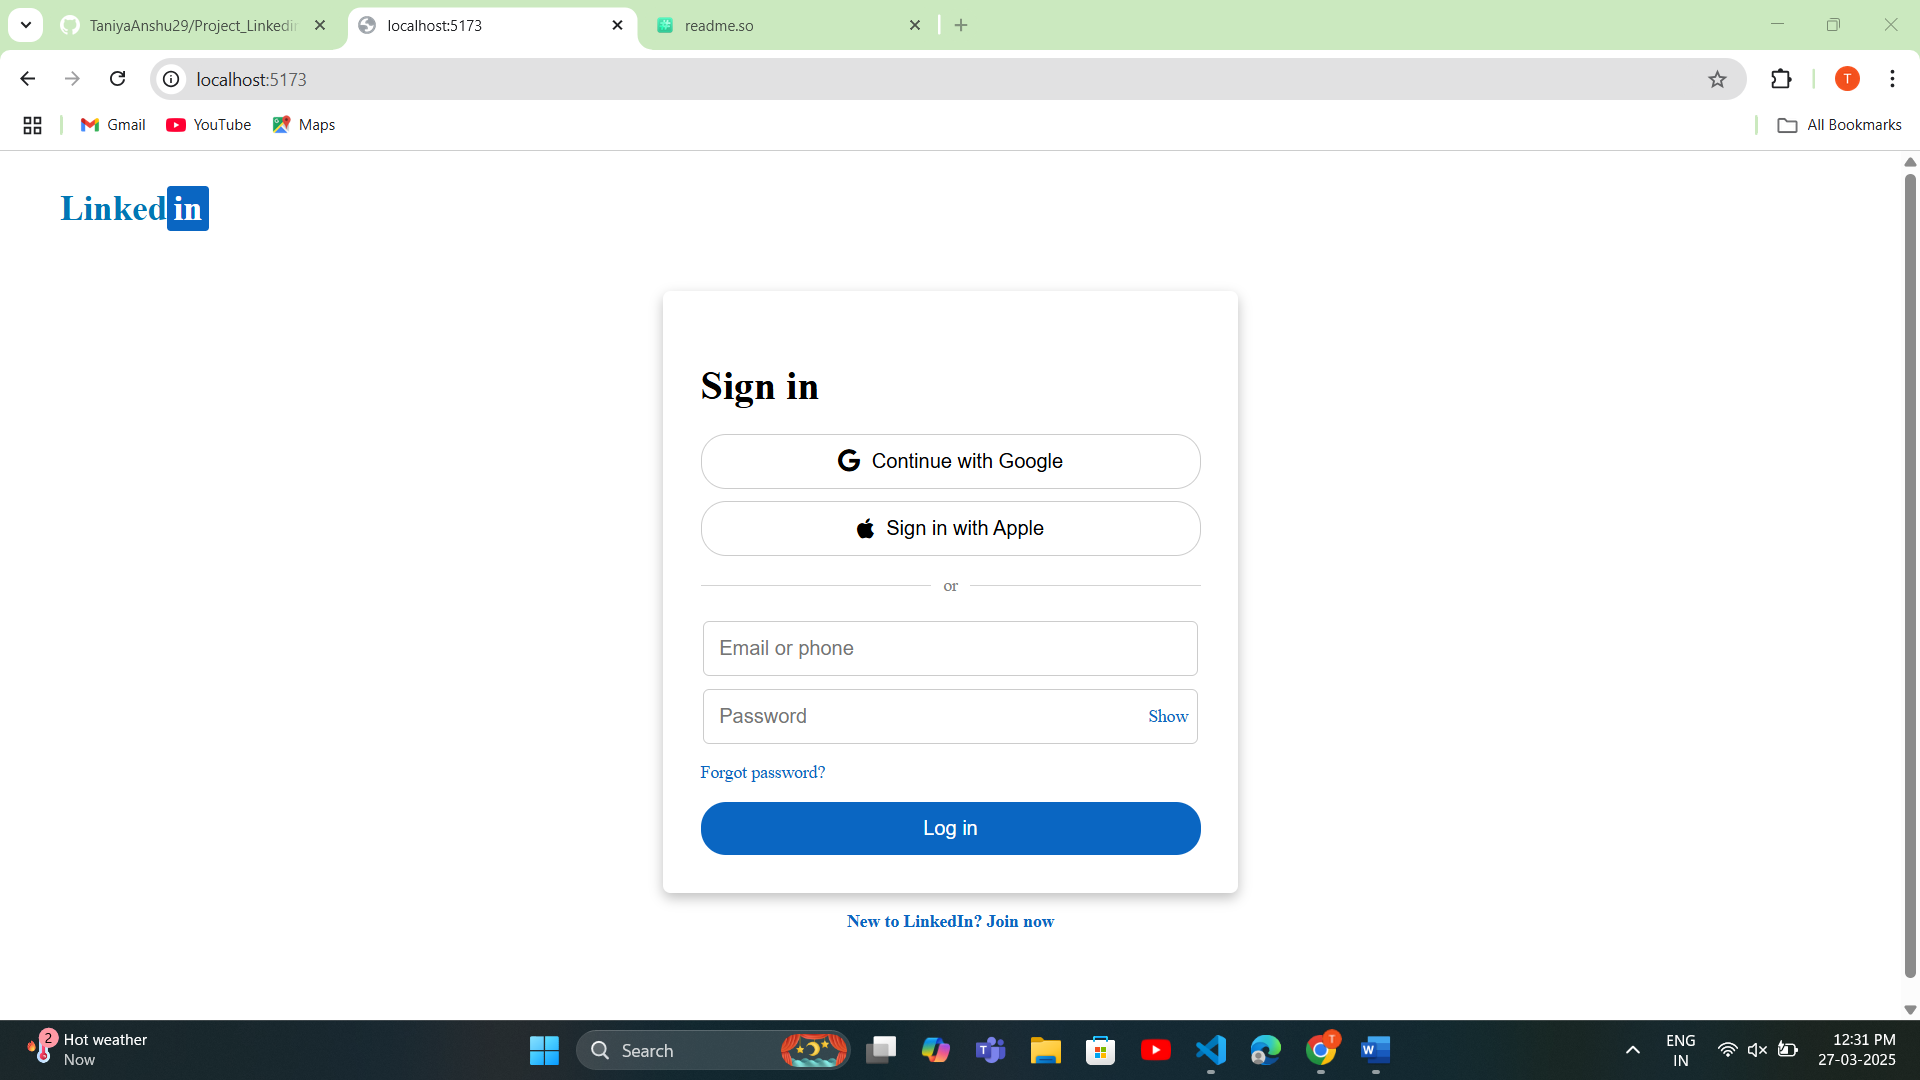 TaniyaAnshu29/Project_Linkedin
localhost:5173
readme.so
localhost:5173
T
Gmail
YouTube
Maps
All Bookmarks
Linked in
Sign in
Continue with Google
Sign in with Apple
or
Email or phone
Password
Show
Forgot password?
Log in
New to LinkedIn? Join now
2
Hot weather
Now
Search
T
ENG
IN
12:31 PM
27-03-2025